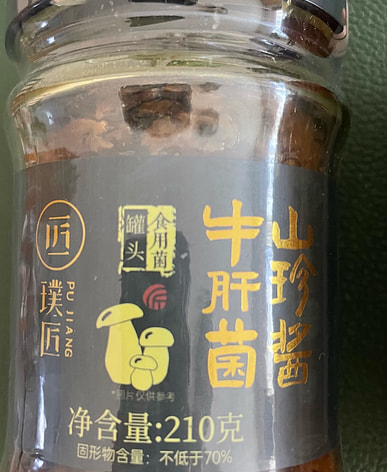 山珍酱
牛肝菌
食用菌
罐头
匠
璞匠
PU JIANG
*图片仅供参考
净含量:210克
固形物含量：不低于70%